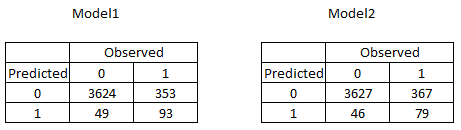 Model1 Model2
Observed Observed
Predicted 0 1 Predicted 0 1
0 3624 353 0 3627 367
1 49 93 1 46 79